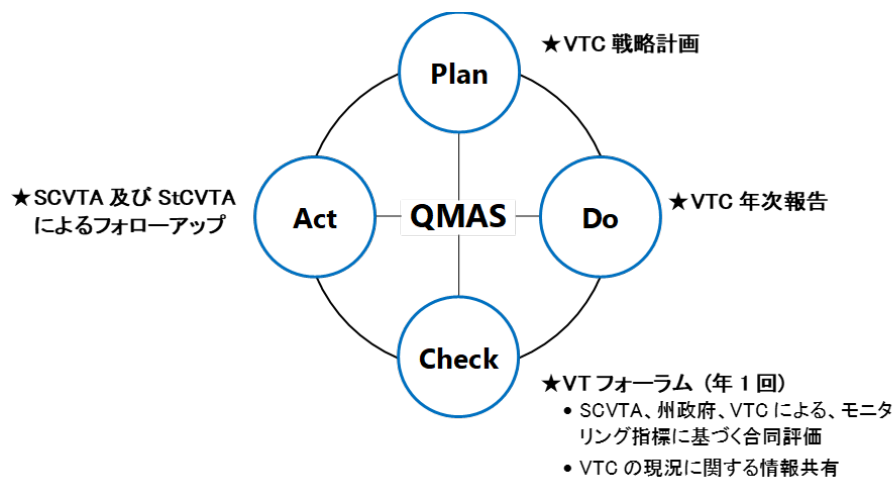 Plan
★VTC 戦略計画
★SCVTA 及び StCVTA
によるフォローアップ
Act
QMAS
Do
★VTC 年次報告
Check
★VT フォーラム (年 1 回)
• SCVTA、州政府、VTC による、モニタ
リング指標に基づく合同評価
• VTC の現況に関する情報共有